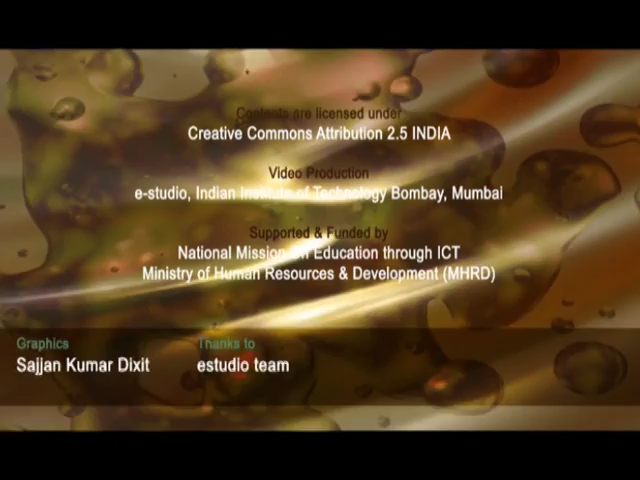 Contents are licensed under
Creative Commons Attribution 2.5 INDIA
Video Production
e-studio, Indian Institute of Technology Bombay, Mumbai
Supported & Funded by
National Mission on Education through ICT
Ministry of Human Resources & Development (MHRD)
Graphics
Sajjan Kumar Dixit
Thanks to
estudio team